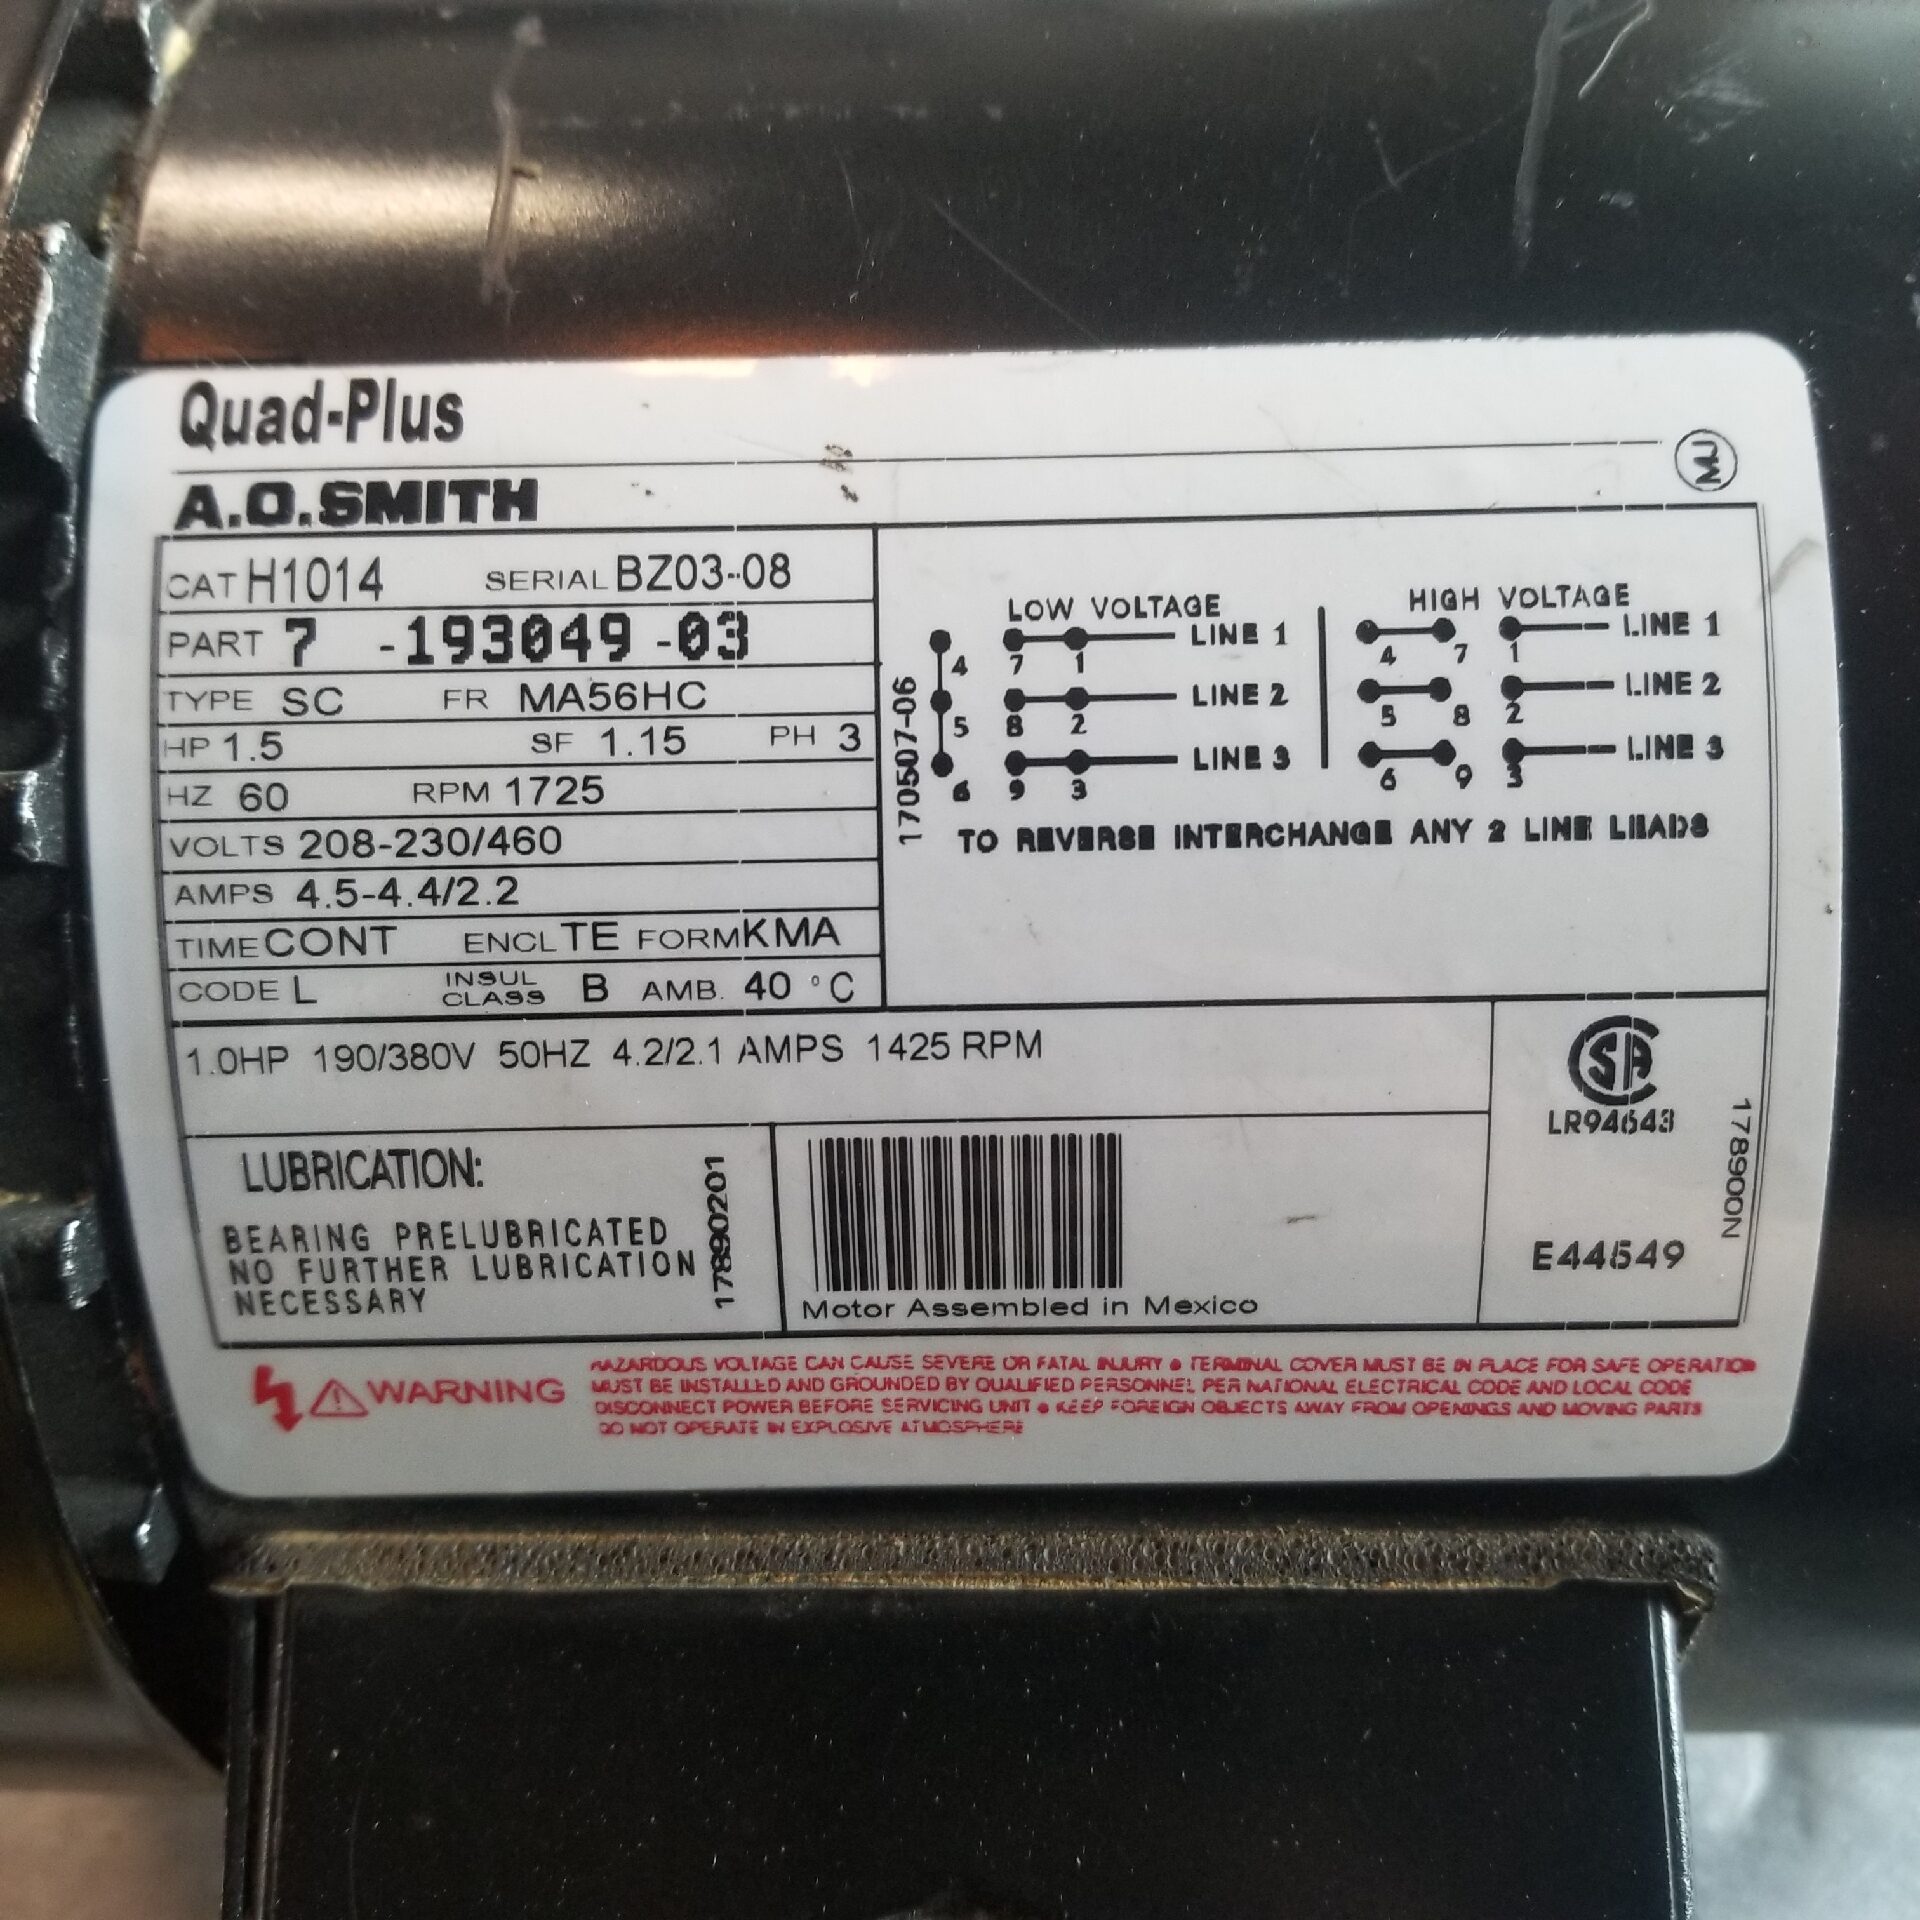 Quad-Plus
A.O.SMITH
MJ
CAT H1014 SERIAL BZ03-08
PART 7 -193049-03
TYPE SC FR MA56HC
HP 1.5 SF 1.15 PH 3
HZ 60 RPM 1725
VOLTS 208-230/460
AMPS 4.5-4.4/2.2
TIME CONT ENCL TE FORM KMA
CODE L INSUL CLASS B AMB. 40 °C
170507-06
LOW VOLTAGE
4 7 1 LINE 1
5 8 2 LINE 2
6 9 3 LINE 3
HIGH VOLTAGE
4 7 1 LINE 1
5 8 2 LINE 2
6 9 3 LINE 3
TO REVERSE INTERCHANGE ANY 2 LINE LEADS
1.0HP 190/380V 50HZ 4.2/2.1 AMPS 1425 RPM
SA
LR94643
E44549
178900N
LUBRICATION:
BEARING PRELUBRICATED
NO FURTHER LUBRICATION
NECESSARY
17890201
Motor Assembled in Mexico
WARNING
HAZARDOUS VOLTAGE CAN CAUSE SEVERE OR FATAL INJURY ● TERMINAL COVER MUST BE IN PLACE FOR SAFE OPERATION
MUST BE INSTALLED AND GROUNDED BY QUALIFIED PERSONNEL PER NATIONAL ELECTRICAL CODE AND LOCAL CODE
DISCONNECT POWER BEFORE SERVICING UNIT ● KEEP FOREIGN OBJECTS AWAY FROM OPENINGS AND MOVING PARTS
DO NOT OPERATE IN EXPLOSIVE ATMOSPHERE